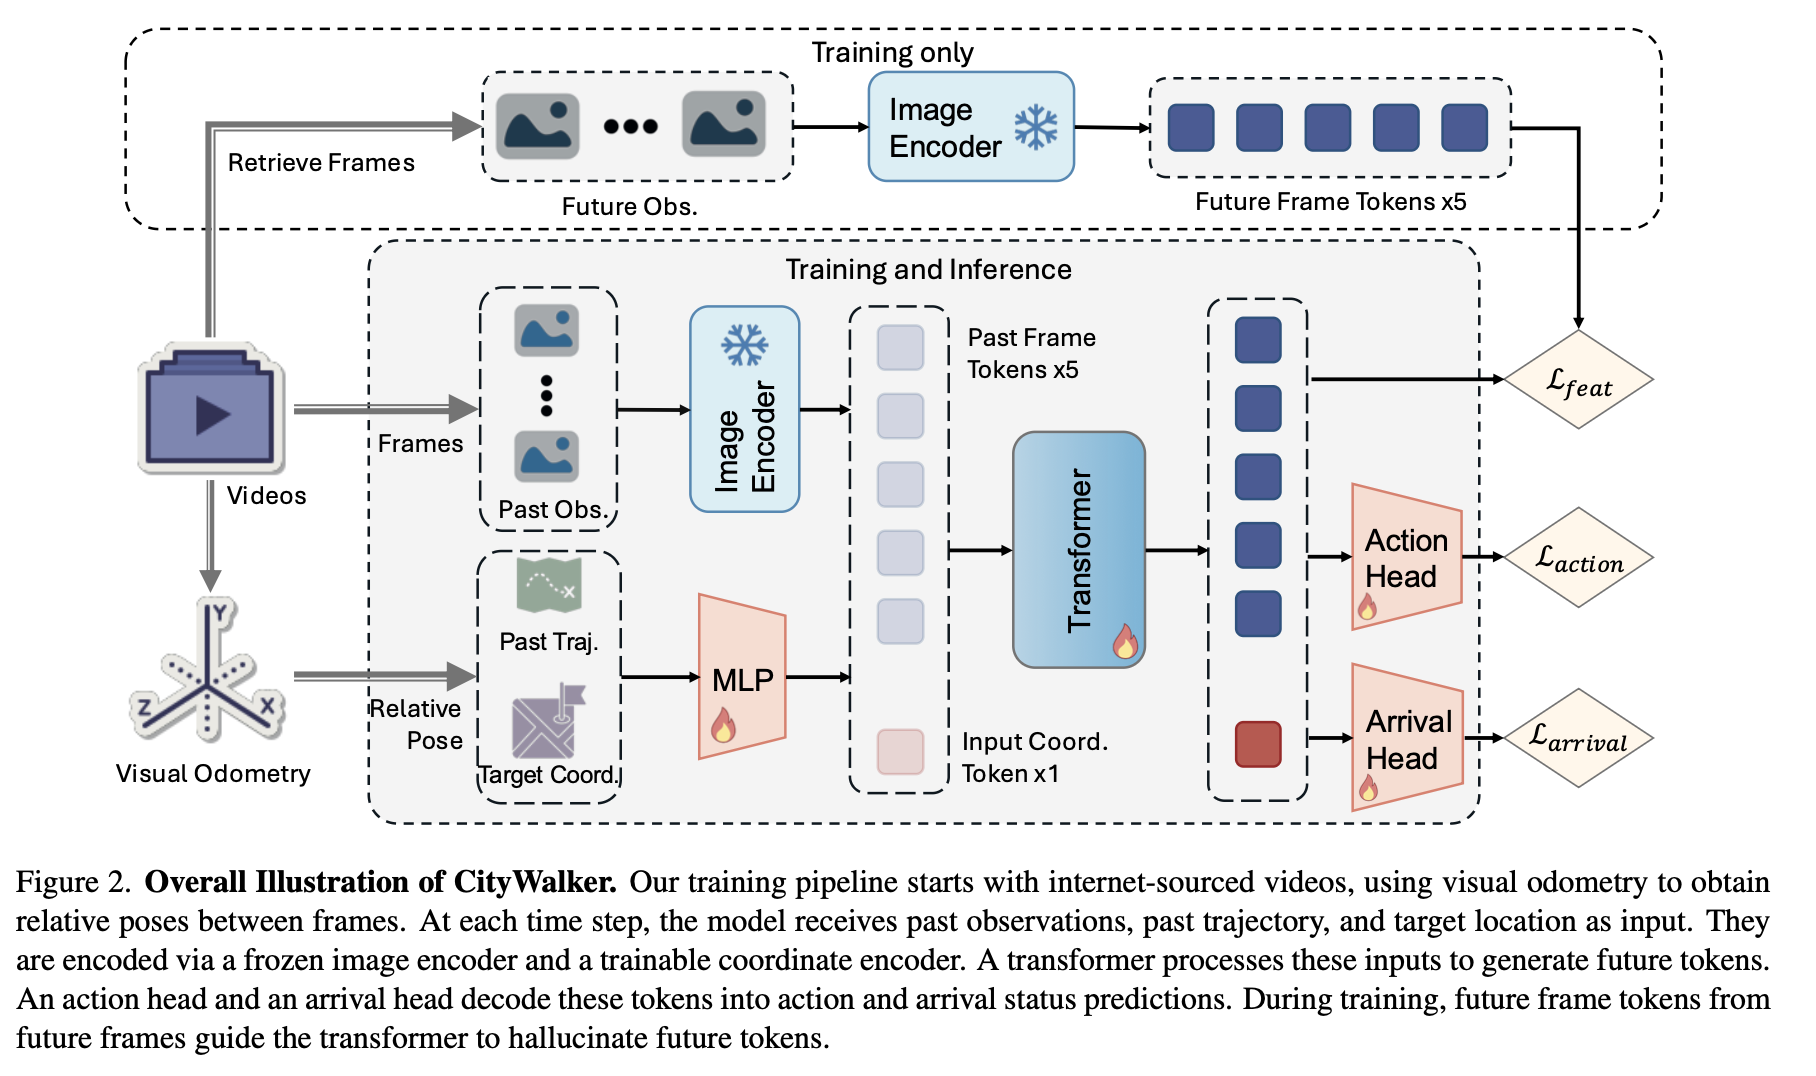 Training only
Retrieve Frames
Future Obs.
Image
Encoder
Future Frame Tokens x5
Training and Inference
Videos
Frames
Past Obs.
Image
Encoder
Past Frame
Tokens x5
Transformer
ℒfeat
Action
Head
ℒaction
Y
Z
X
Visual Odometry
Relative
Pose
Past Traj.
Target Coord.
MLP
Input Coord.
Token x1
Arrival
Head
ℒarrival
Figure 2. Overall Illustration of CityWalker. Our training pipeline starts with internet-sourced videos, using visual odometry to obtain
relative poses between frames. At each time step, the model receives past observations, past trajectory, and target location as input. They
are encoded via a frozen image encoder and a trainable coordinate encoder. A transformer processes these inputs to generate future tokens.
An action head and an arrival head decode these tokens into action and arrival status predictions. During training, future frame tokens from
future frames guide the transformer to hallucinate future tokens.